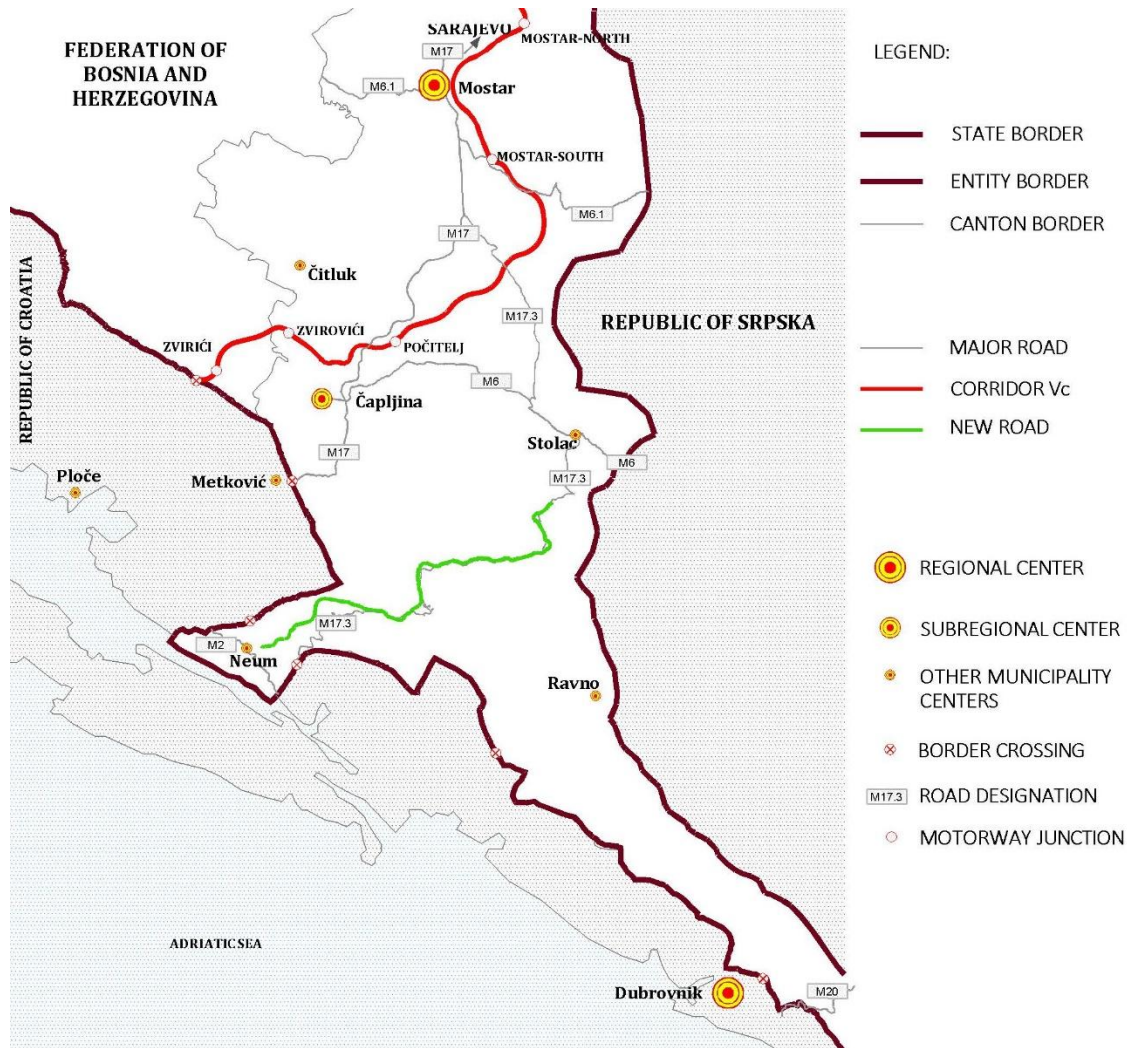 SARAJEVO
M17
MOSTAR-NORTH
FEDERATION OF
BOSNIA AND
HERZEGOVINA
M6.1
Mostar
MOSTAR-SOUTH
M6.1
M17
REPUBLIC OF CROATIA
Čitluk
M17.3
REPUBLIC OF SRPSKA
ZVIROVIĆI
ZVIRIĆI
POČITELJ
M6
Čapljina
Stolac
M17
M6
Ploče
Metković
M17.3
M17.3
M2
Neum
Ravno
ADRIATIC SEA
Dubrovnik
M20
LEGEND:
STATE BORDER
ENTITY BORDER
CANTON BORDER
MAJOR ROAD
CORRIDOR Vc
NEW ROAD
REGIONAL CENTER
SUBREGIONAL CENTER
OTHER MUNICIPALITY
CENTERS
BORDER CROSSING
M17.3 ROAD DESIGNATION
MOTORWAY JUNCTION